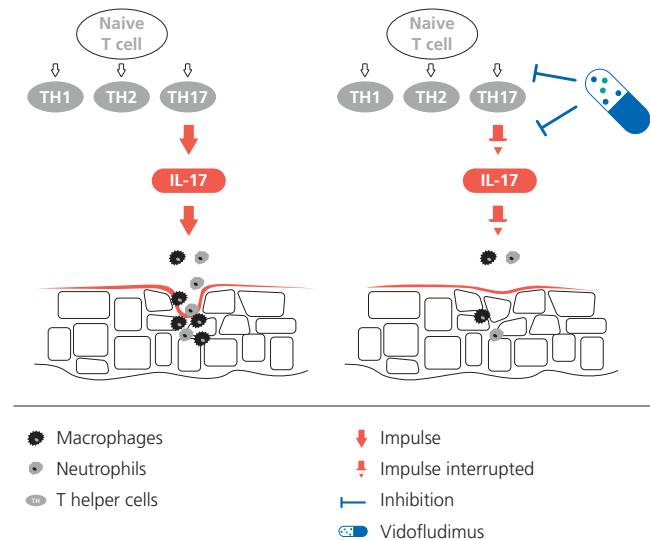 Naive
T cell
TH1
TH2
TH17
IL-17
Naive
T cell
TH1
TH2
TH17
IL-17
Macrophages
Neutrophils
TH
T helper cells
Impulse
Impulse interrupted
Inhibition
Vidofludimus